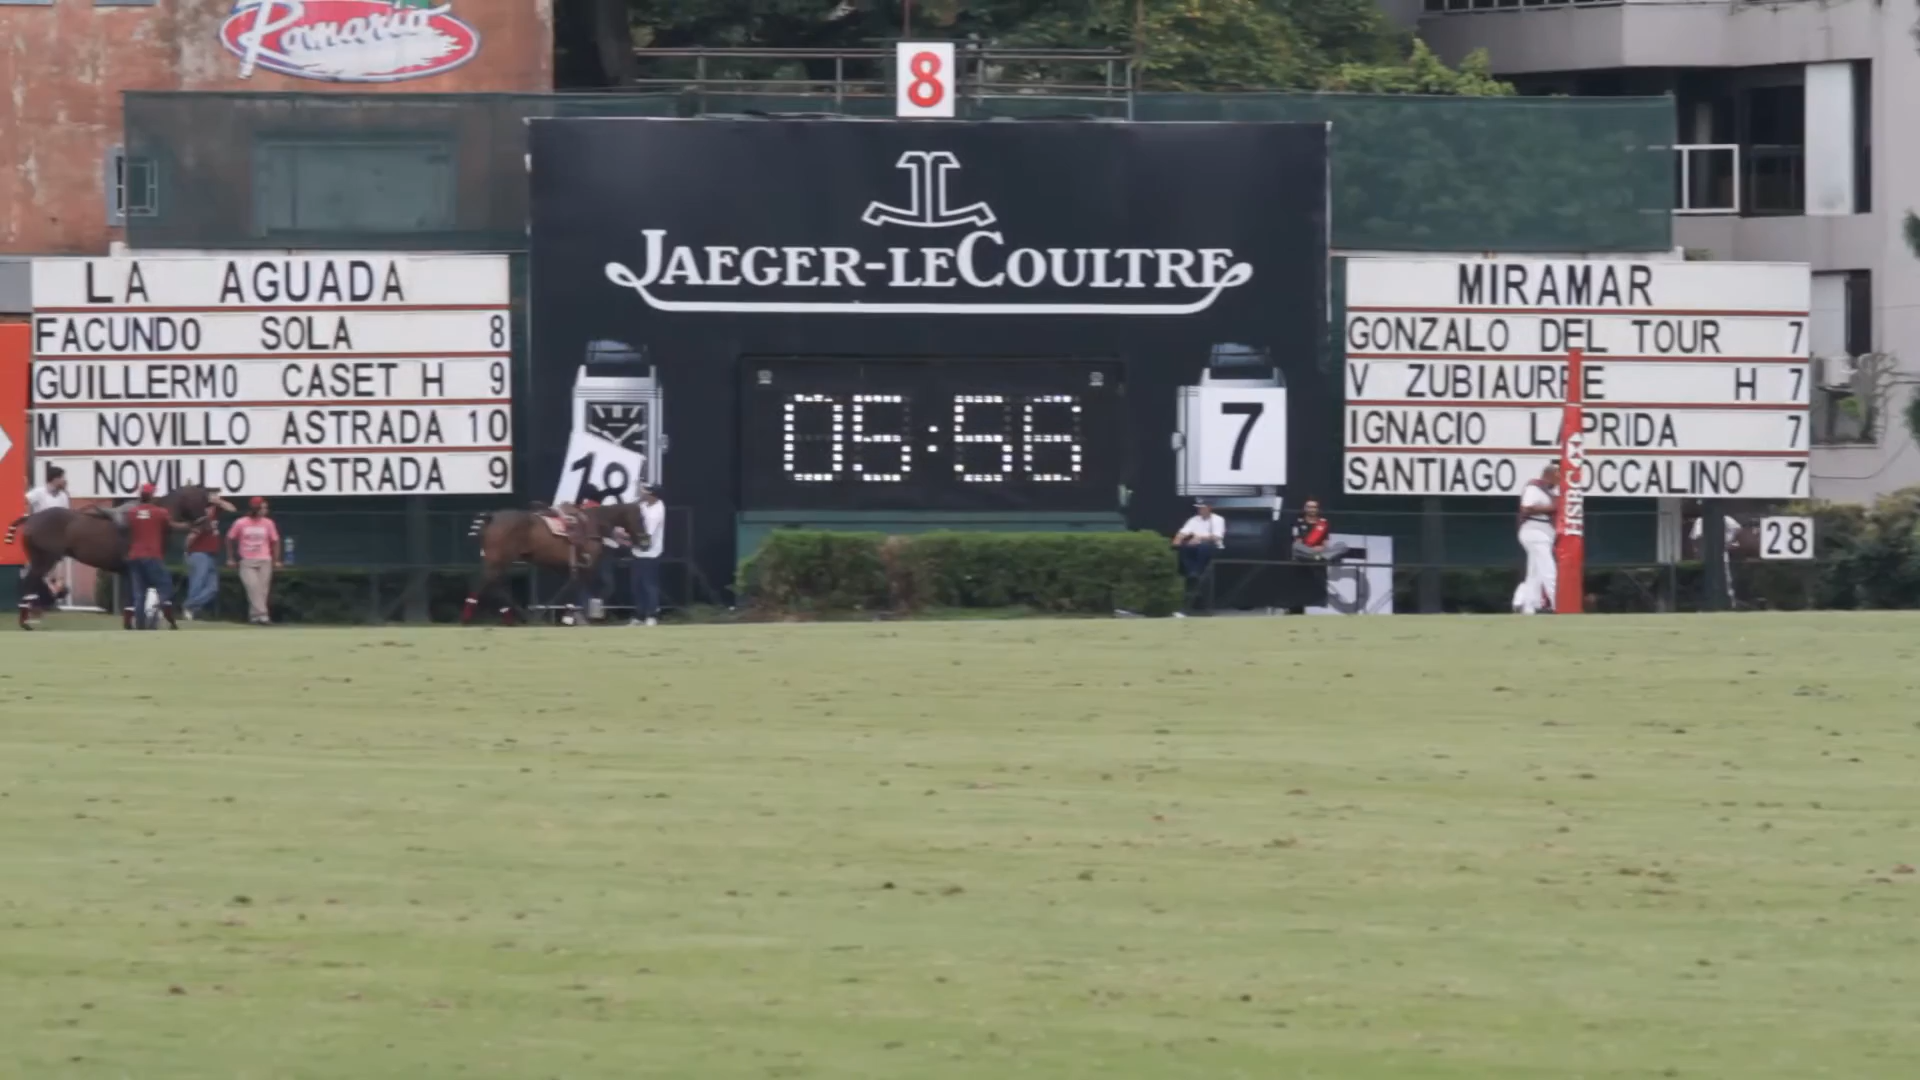 Romario
8
JAEGER-LECOULTRE
LA AGUADA
FACUNDO SOLA 8
GUILLERMO CASET H 9
M NOVILLO ASTRADA 10
NOVILLO ASTRADA 9
05:56
7
MIRAMAR
GONZALO DEL TOUR 7
V ZUBIAURRE H 7
IGNACIO LAPRIDA 7
SANTIAGO OCCALINO 7
HSBC
28
5